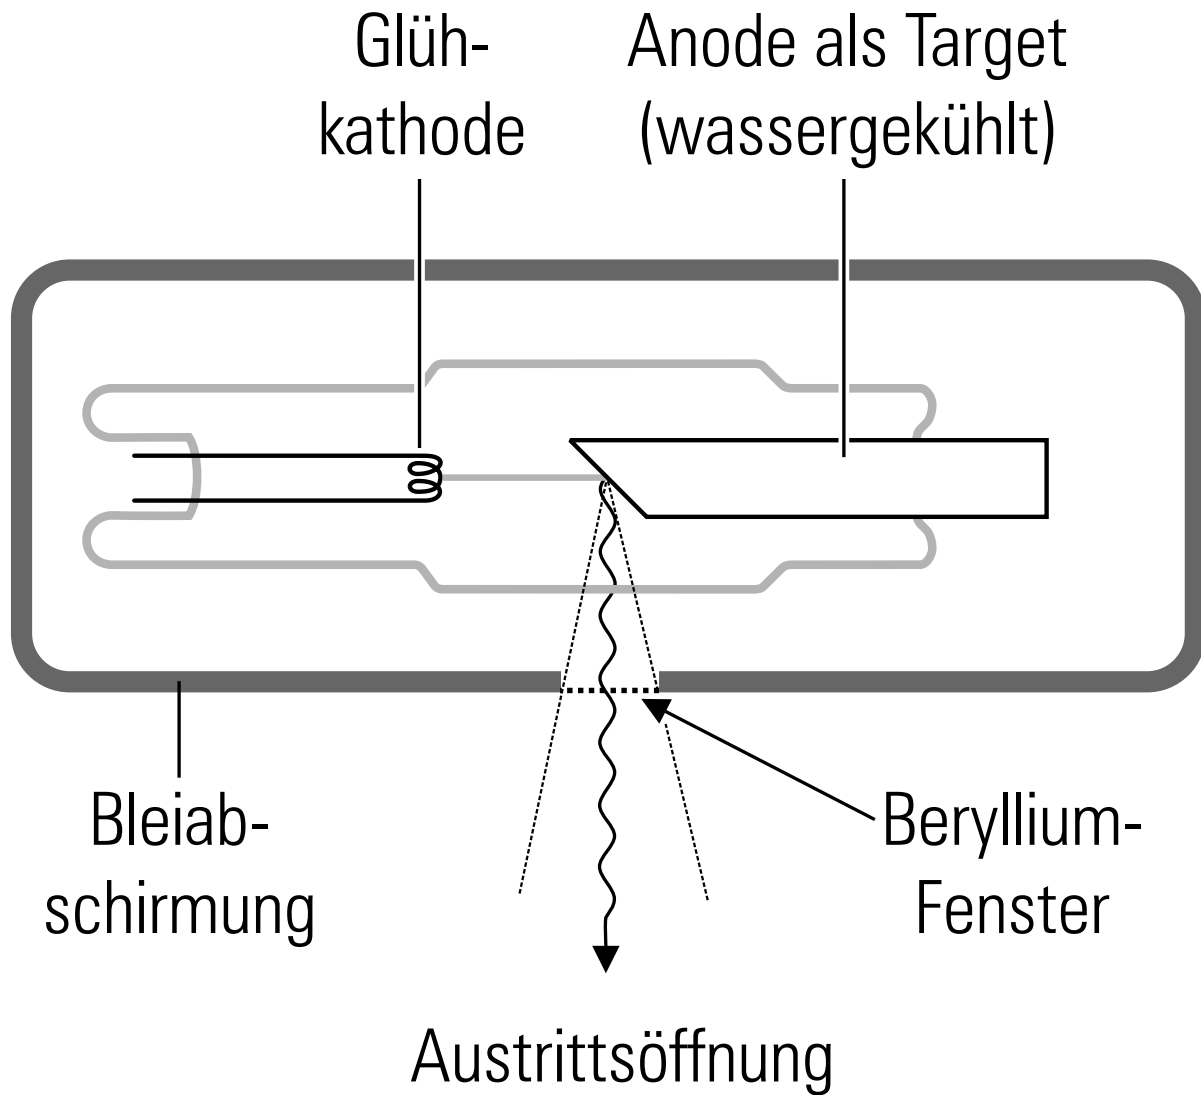 Glüh-
kathode
Anode als Target
(wassergekühlt)
Bleiab-
schirmung
Beryllium-
Fenster
Austrittsöffnung